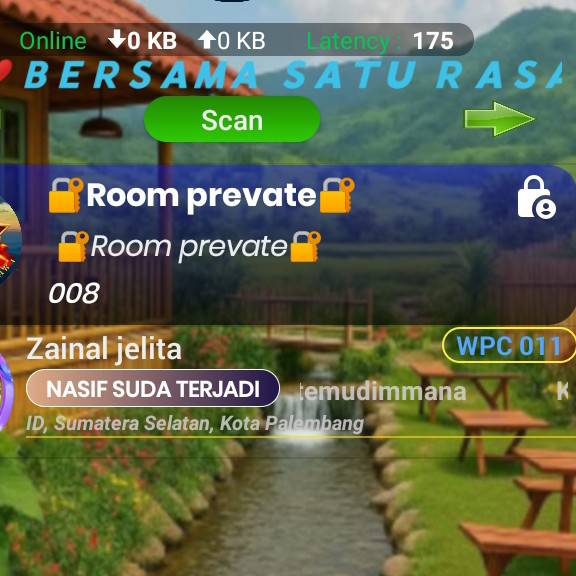 Online 0 KB 0 KB Latency : 175
BERSAMA SATU RASA
Scan
🔐Room prevate🔐
🔐Room prevate🔐
008
Zainal jelita
WPC 011
NASIF SUDA TERJADI temudimmana K
ID, Sumatera Selatan, Kota Palembang